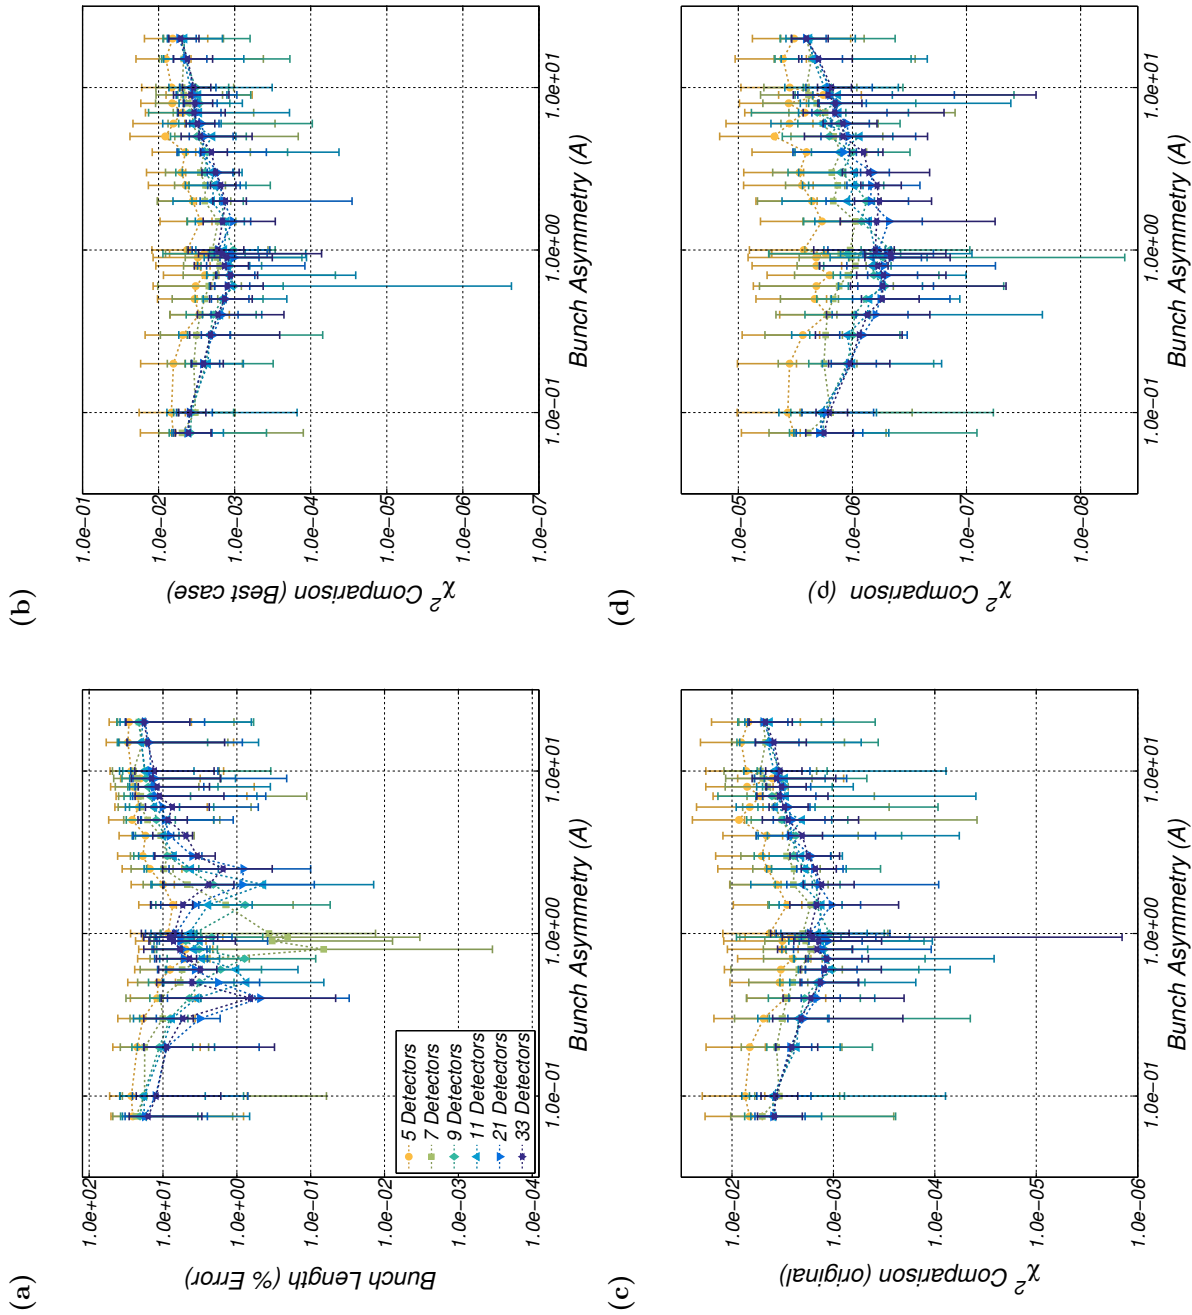 (a)
Bunch Length (% Error)
1.0e+02
1.0e+01
1.0e+00
1.0e−01
1.0e−02
1.0e−03
1.0e−04
5 Detectors
7 Detectors
9 Detectors
11 Detectors
21 Detectors
33 Detectors
1.0e−01
1.0e+00
1.0e+01
Bunch Asymmetry (A)
(b)
χ² Comparison (Best case)
1.0e−01
1.0e−02
1.0e−03
1.0e−04
1.0e−05
1.0e−06
1.0e−07
1.0e−01
1.0e+00
1.0e+01
Bunch Asymmetry (A)
(c)
χ² Comparison (original)
1.0e−02
1.0e−03
1.0e−04
1.0e−05
1.0e−06
1.0e−01
1.0e+00
1.0e+01
Bunch Asymmetry (A)
(d)
χ² Comparison (ρ)
1.0e−05
1.0e−06
1.0e−07
1.0e−08
1.0e−01
1.0e+00
1.0e+01
Bunch Asymmetry (A)